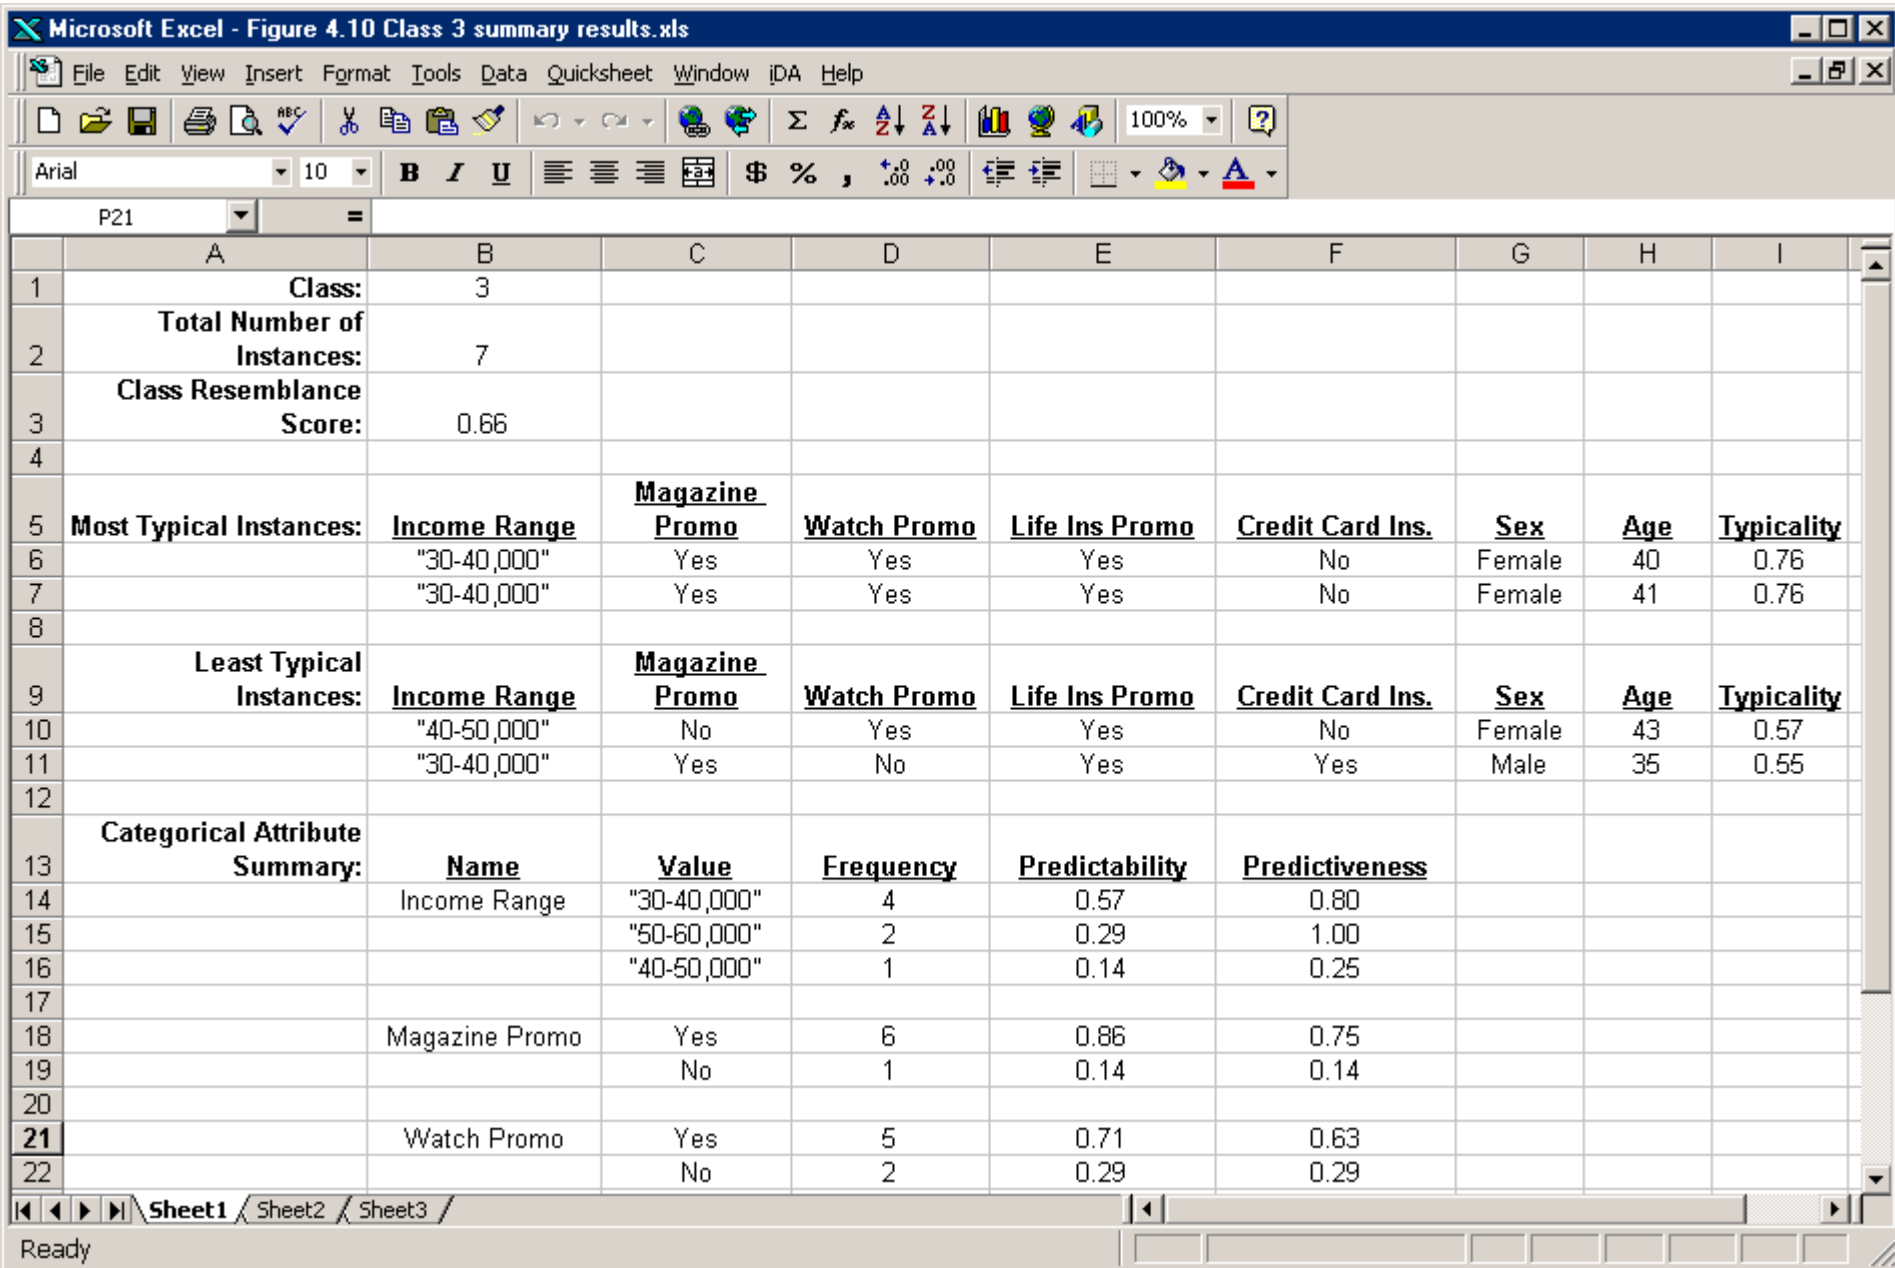 Microsoft Excel - Figure 4.10 Class 3 summary results.xls
File Edit View Insert Format Tools Data Quicksheet Window iDA Help
ABC Σ fx A Z Z A 100% ?
Arial 10 B I U a $ % , .0 .00 .00 .0 A
P21 =
A B C D E F G H I
1 Class: 3
Total Number of
2 Instances: 7
Class Resemblance
3 Score: 0.66
4
Magazine
5 Most Typical Instances: Income Range Promo Watch Promo Life Ins Promo Credit Card Ins. Sex Age Typicality
6 "30-40,000" Yes Yes Yes No Female 40 0.76
7 "30-40,000" Yes Yes Yes No Female 41 0.76
8
Least Typical Magazine
9 Instances: Income Range Promo Watch Promo Life Ins Promo Credit Card Ins. Sex Age Typicality
10 "40-50,000" No Yes Yes No Female 43 0.57
11 "30-40,000" Yes No Yes Yes Male 35 0.55
12
Categorical Attribute
13 Summary: Name Value Frequency Predictability Predictiveness
14 Income Range "30-40,000" 4 0.57 0.80
15 "50-60,000" 2 0.29 1.00
16 "40-50,000" 1 0.14 0.25
17
18 Magazine Promo Yes 6 0.86 0.75
19 No 1 0.14 0.14
20
21 Watch Promo Yes 5 0.71 0.63
22 No 2 0.29 0.29
Sheet1 Sheet2 Sheet3
Ready